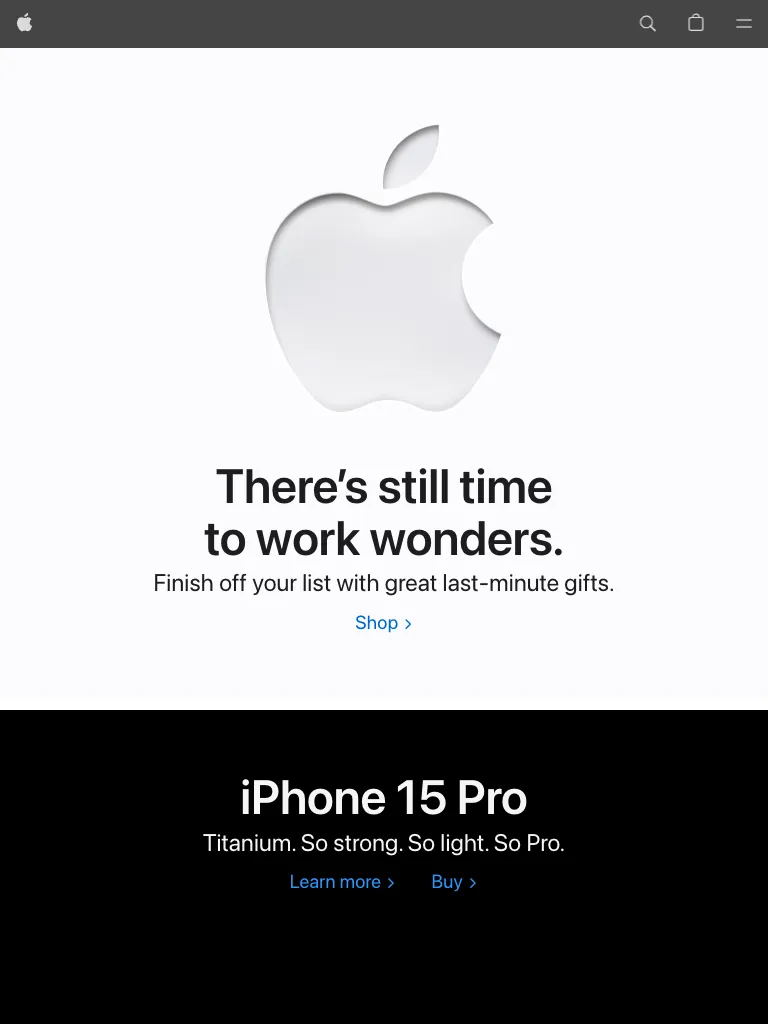 There’s still time
to work wonders.
Finish off your list with great last-minute gifts.
Shop >
iPhone 15 Pro
Titanium. So strong. So light. So Pro.
Learn more > Buy >